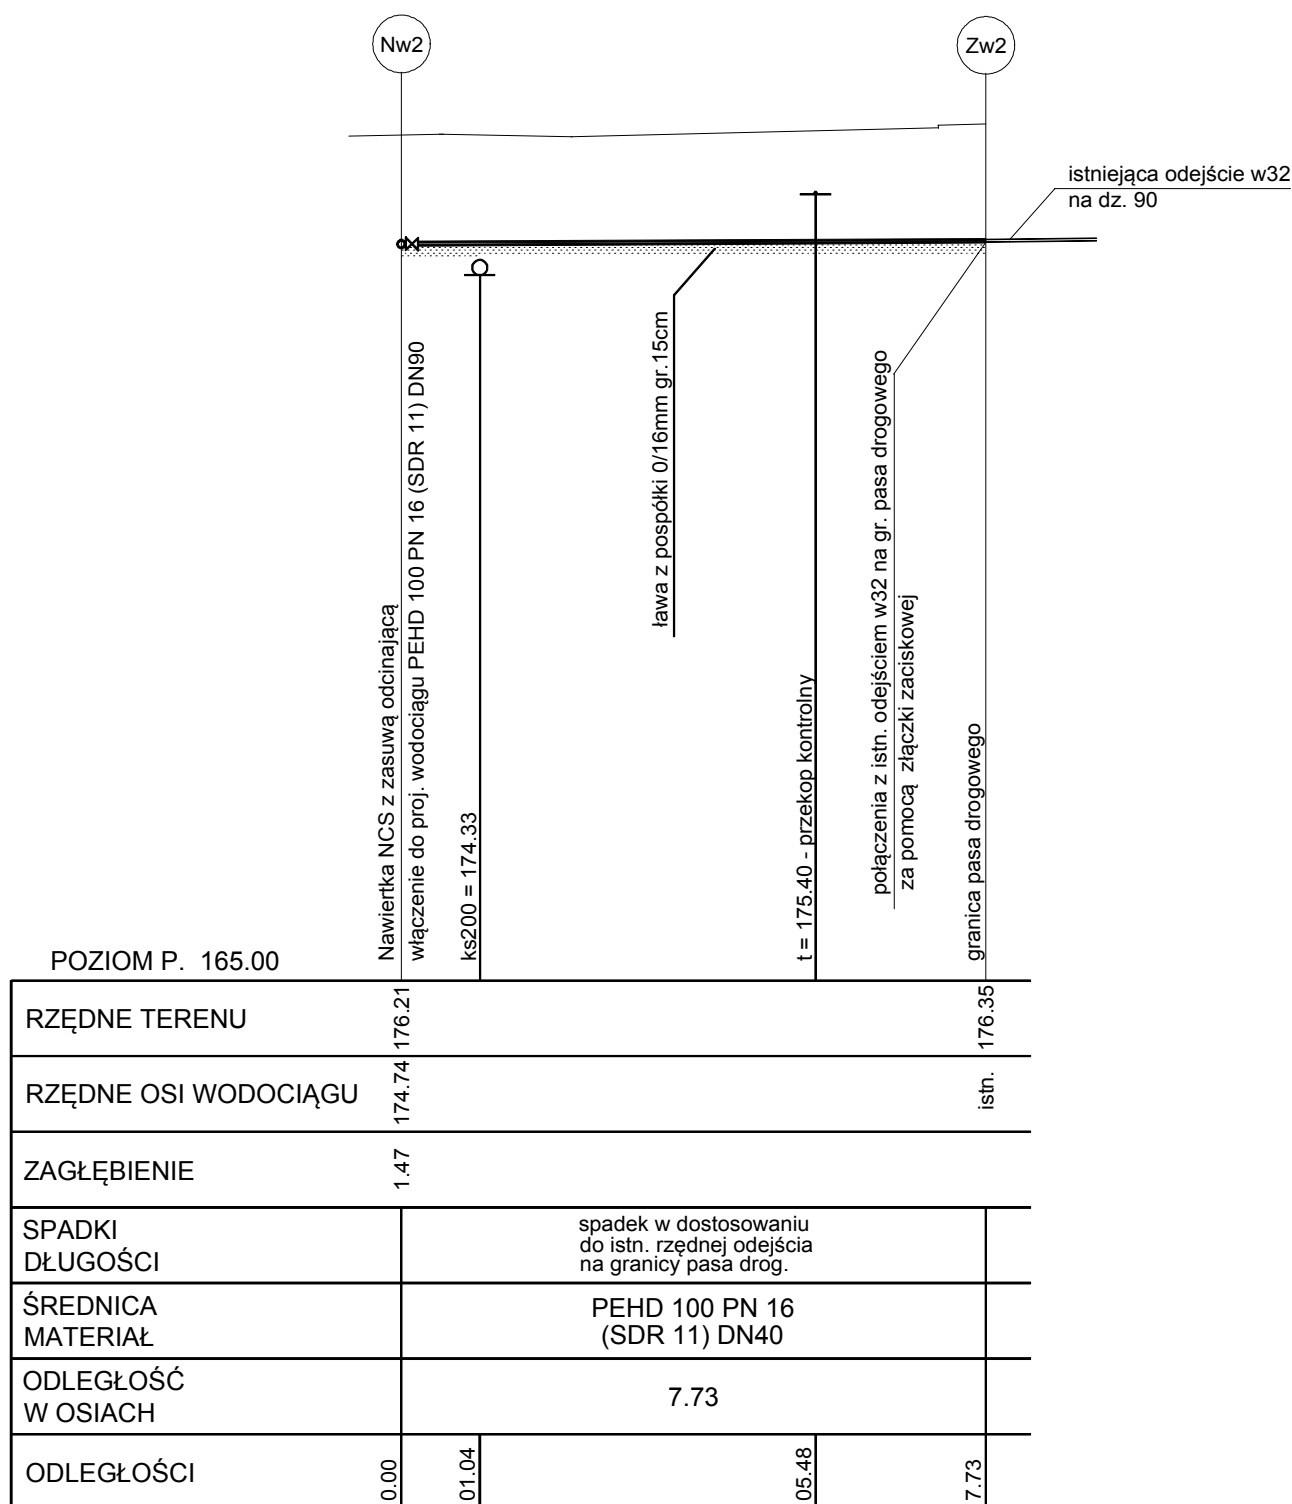 Nw2
Zw2
istniejąca odejście w32
na dz. 90
Nawiertka NCS z zasuwą odcinającą
włączenie do proj. wodociągu PEHD 100 PN 16 (SDR 11) DN90
ks200 = 174.33
ława z pospółki 0/16mm gr.15cm
t = 175.40 - przekop kontrolny
połączenia z istn. odejściem w32 na gr. pasa drogowego
za pomocą złączki zaciskowej
granica pasa drogowego
POZIOM P. 165.00
RZĘDNE TERENU
176.21
176.35
RZĘDNE OSI WODOCIĄGU
174.74
istn.
ZAGŁĘBIENIE
1.47
SPADKI
DŁUGOŚCI
spadek w dostosowaniu
do istn. rzędnej odejścia
na granicy pasa drog.
ŚREDNICA
MATERIAŁ
PEHD 100 PN 16
(SDR 11) DN40
ODLEGŁOŚĆ
W OSIACH
7.73
ODLEGŁOŚCI
0.00
01.04
05.48
7.73